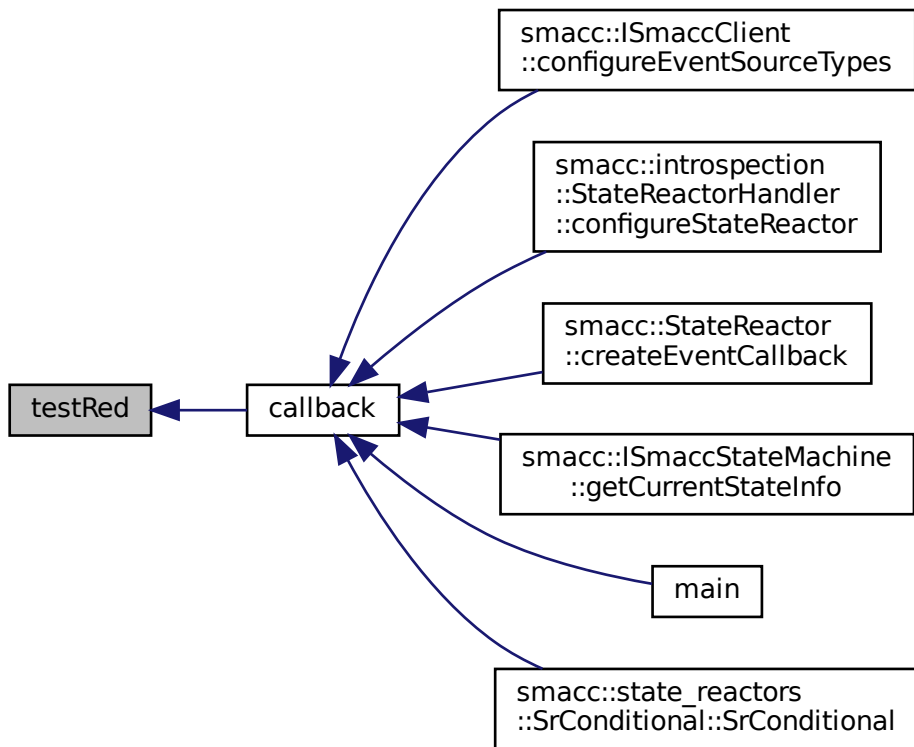 testRed
callback
smacc::ISmaccClient
::configureEventSourceTypes
smacc::introspection
::StateReactorHandler
::configureStateReactor
smacc::StateReactor
::createEventCallback
smacc::ISmaccStateMachine
::getCurrentStateInfo
main
smacc::state_reactors
::SrConditional::SrConditional